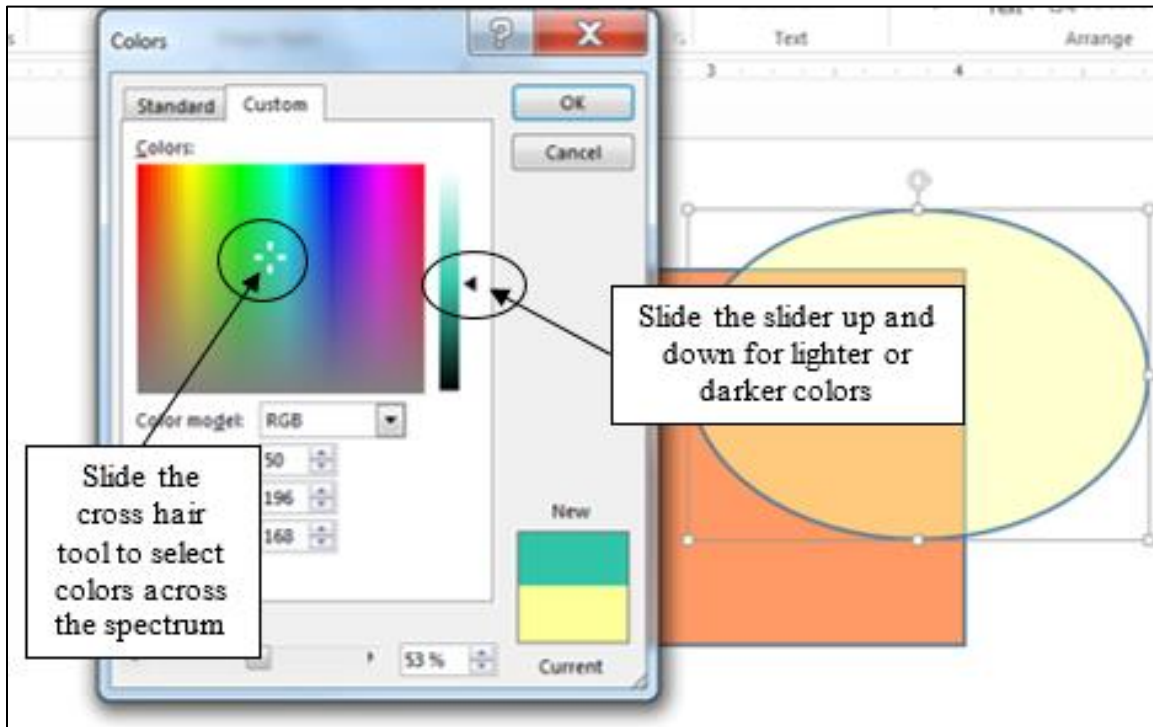 Colors
Text
Arrange
3
4
Standard
Custom
OK
Colors:
Cancel
Slide the slider up and
down for lighter or
darker colors
Color model:
RGB
50
196
168
Slide the
cross hair
tool to select
colors across
the spectrum
New
53 %
Current